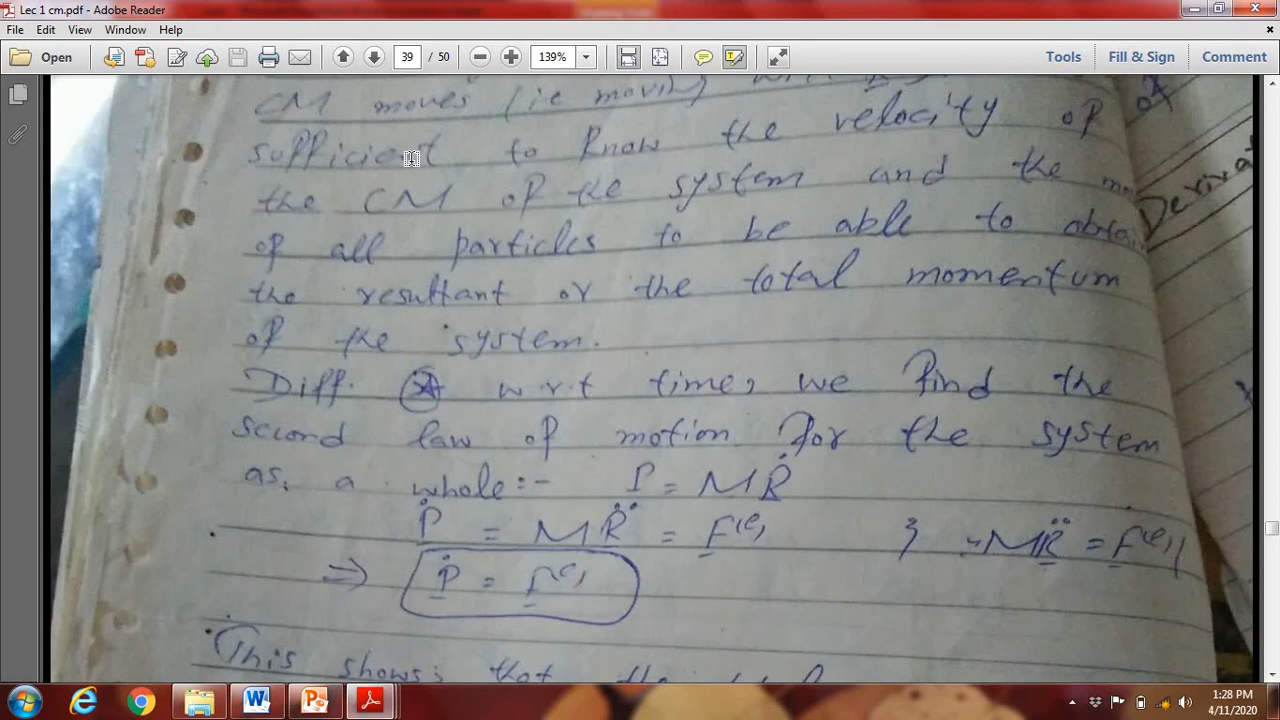 Lec 1 cm.pdf - Adobe Reader
File Edit View Window Help
Open 39 / 50 139% Tools Fill & Sign Comment
CM moves (ie moving with
sufficient to know the velocity of
the CM of the system and the
of all particles to be able to obtai
the resultant or the total momentum
of the system.
Diff. ⊛ w.r.t time, we find the
second law of motion for the system
as a whole:- P = MṘ
Ṗ = MR̈ = F^(e) } ∵ MR̈ = F^(e)
⇒ Ṗ = F^(e)
This shows that the total
Deriva
1:28 PM
4/11/2020